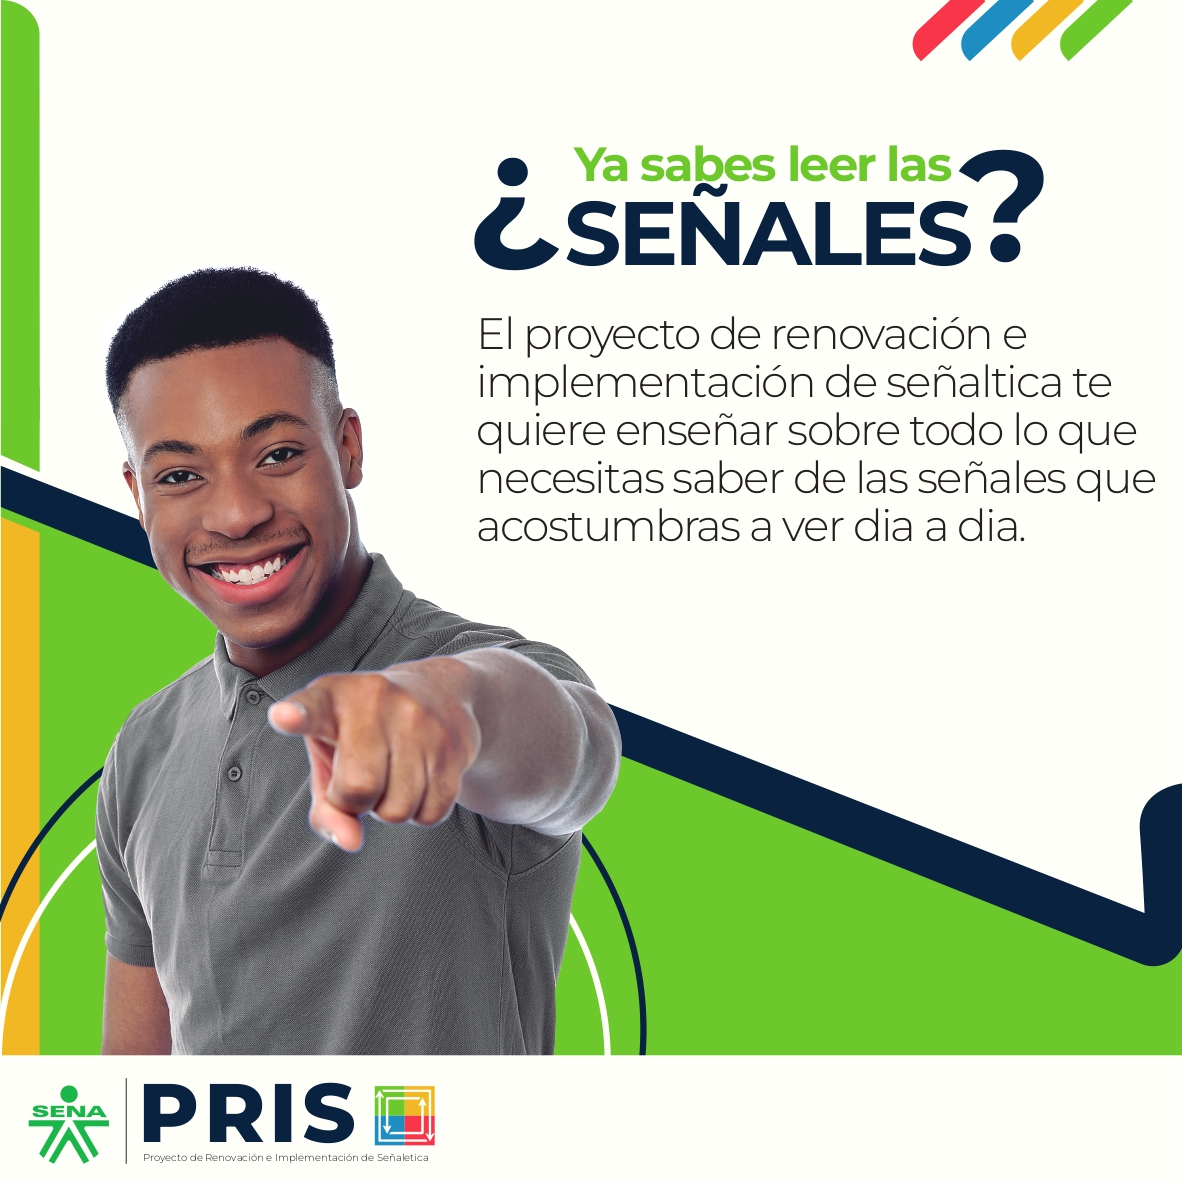 ¿Ya sabes leer las
SEÑALES?
El proyecto de renovación e
implementación de señaltica te
quiere enseñar sobre todo lo que
necesitas saber de las señales que
acostumbras a ver dia a dia.
SENA
PRIS
Proyecto de Renovación e Implementación de Señaletica